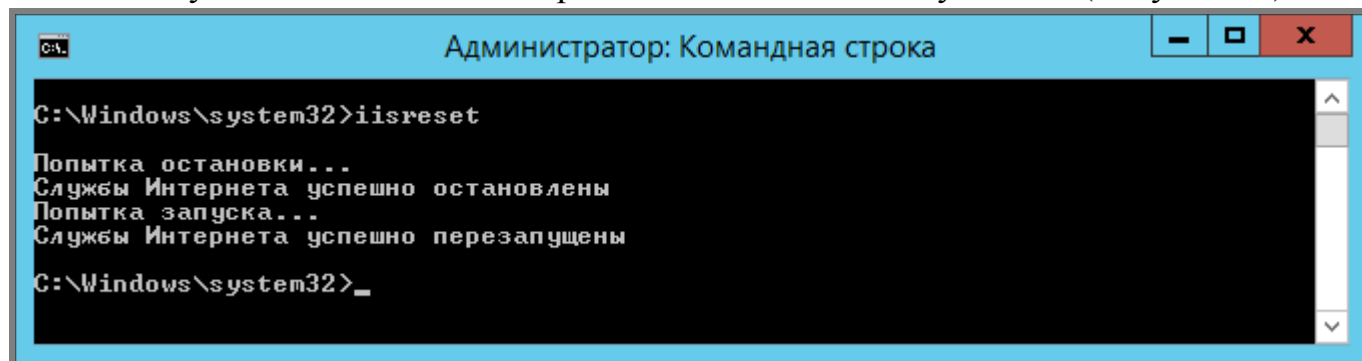 Администратор: Командная строка
C:\Windows\system32>iisreset
Попытка остановки...
Службы Интернета успешно остановлены
Попытка запуска...
Службы Интернета успешно перезапущены
C:\Windows\system32>_